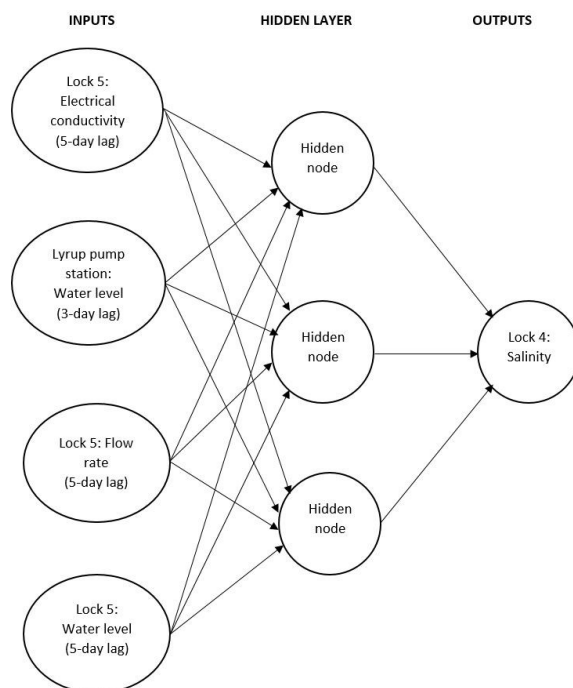 INPUTS
HIDDEN LAYER
OUTPUTS
Lock 5:
Electrical
conductivity
(5-day lag)
Lyrup pump
station:
Water level
(3-day lag)
Lock 5: Flow
rate
(5-day lag)
Lock 5:
Water level
(5-day lag)
Hidden
node
Hidden
node
Hidden
node
Lock 4:
Salinity